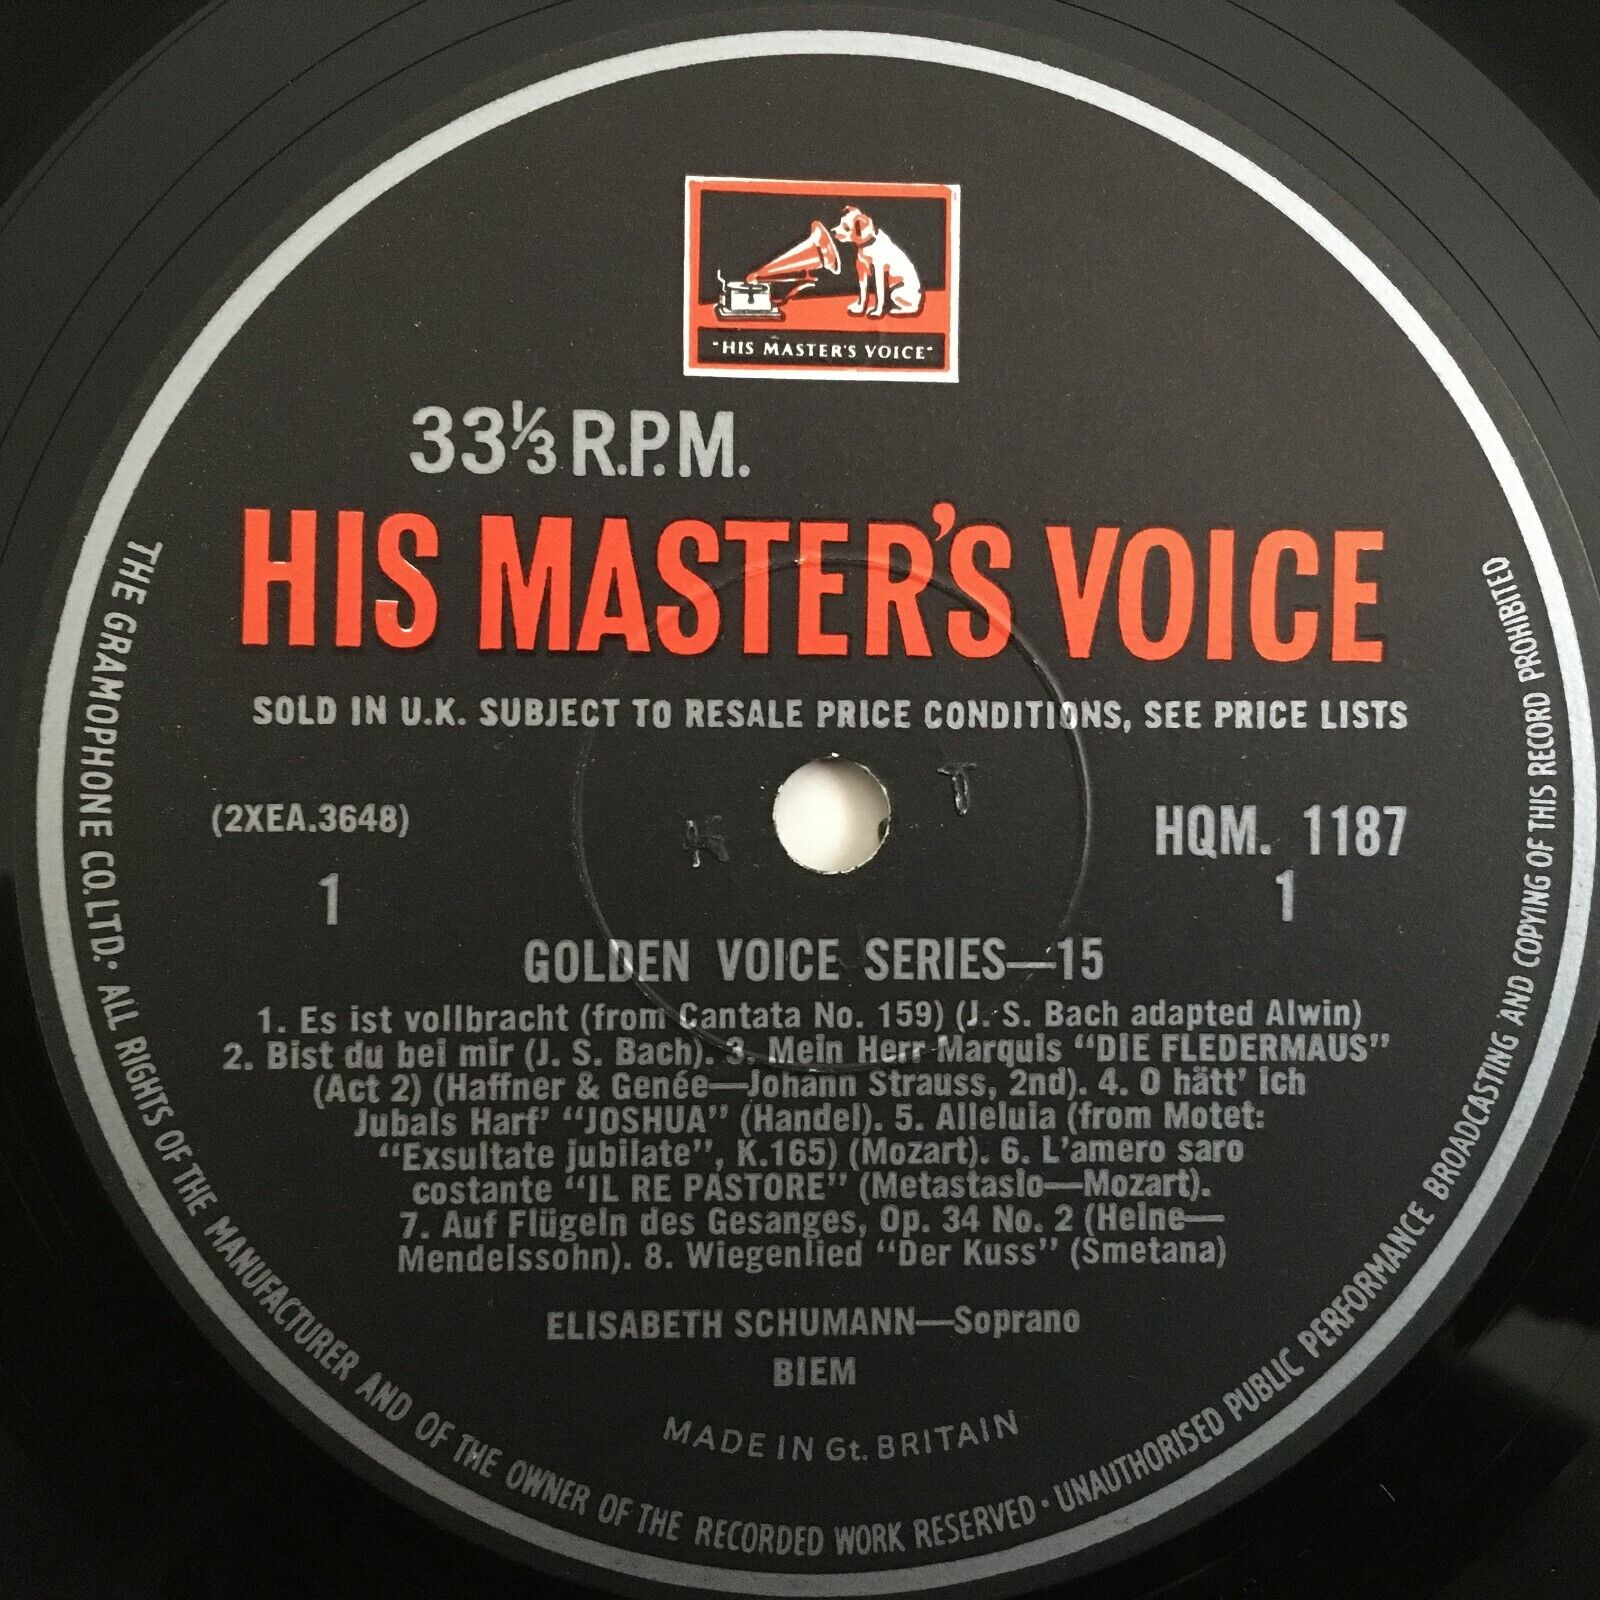 "HIS MASTER'S VOICE"
33⅓ R.P.M.
HIS MASTER'S VOICE
SOLD IN U.K. SUBJECT TO RESALE PRICE CONDITIONS, SEE PRICE LISTS
(2XEA.3648)
1
K T
HQM. 1187
1
GOLDEN VOICE SERIES—15
1. Es ist vollbracht (from Cantata No. 159) (J. S. Bach adapted Alwin)
2. Bist du bei mir (J. S. Bach). 3. Mein Herr Marquis "DIE FLEDERMAUS"
(Act 2) (Haffner & Genée—Johann Strauss, 2nd). 4. O hätt' ich
Jubals Harf' "JOSHUA" (Handel). 5. Alleluia (from Motet:
"Exsultate jubilate", K.165) (Mozart). 6. L'amero saro
costante "IL RE PASTORE" (Metastasio—Mozart).
7. Auf Flügeln des Gesanges, Op. 34 No. 2 (Heine—
Mendelssohn). 8. Wiegenlied "Der Kuss" (Smetana)
ELISABETH SCHUMANN—Soprano
BIEM
MADE IN Gt. BRITAIN
THE GRAMOPHONE CO. LTD. · ALL RIGHTS OF THE MANUFACTURER AND OF THE OWNER OF THE RECORDED WORK RESERVED · UNAUTHORISED PUBLIC PERFORMANCE BROADCASTING AND COPYING OF THIS RECORD PROHIBITED